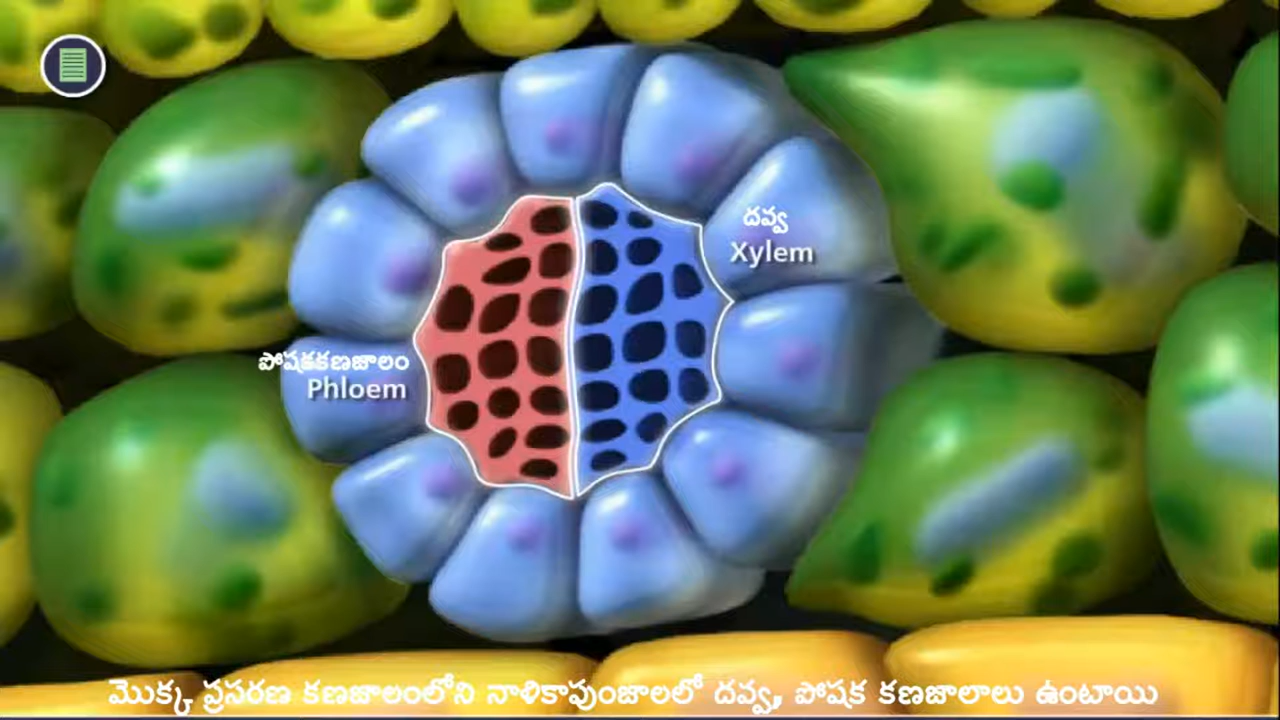 దవ్వ
Xylem
పోషకకణజాలం
Phloem
మొక్క ప్రసరణ కణజాలంలోని నాళికాపుంజాలలో దవ్వ, పోషక కణజాలాలు ఉంటాయి